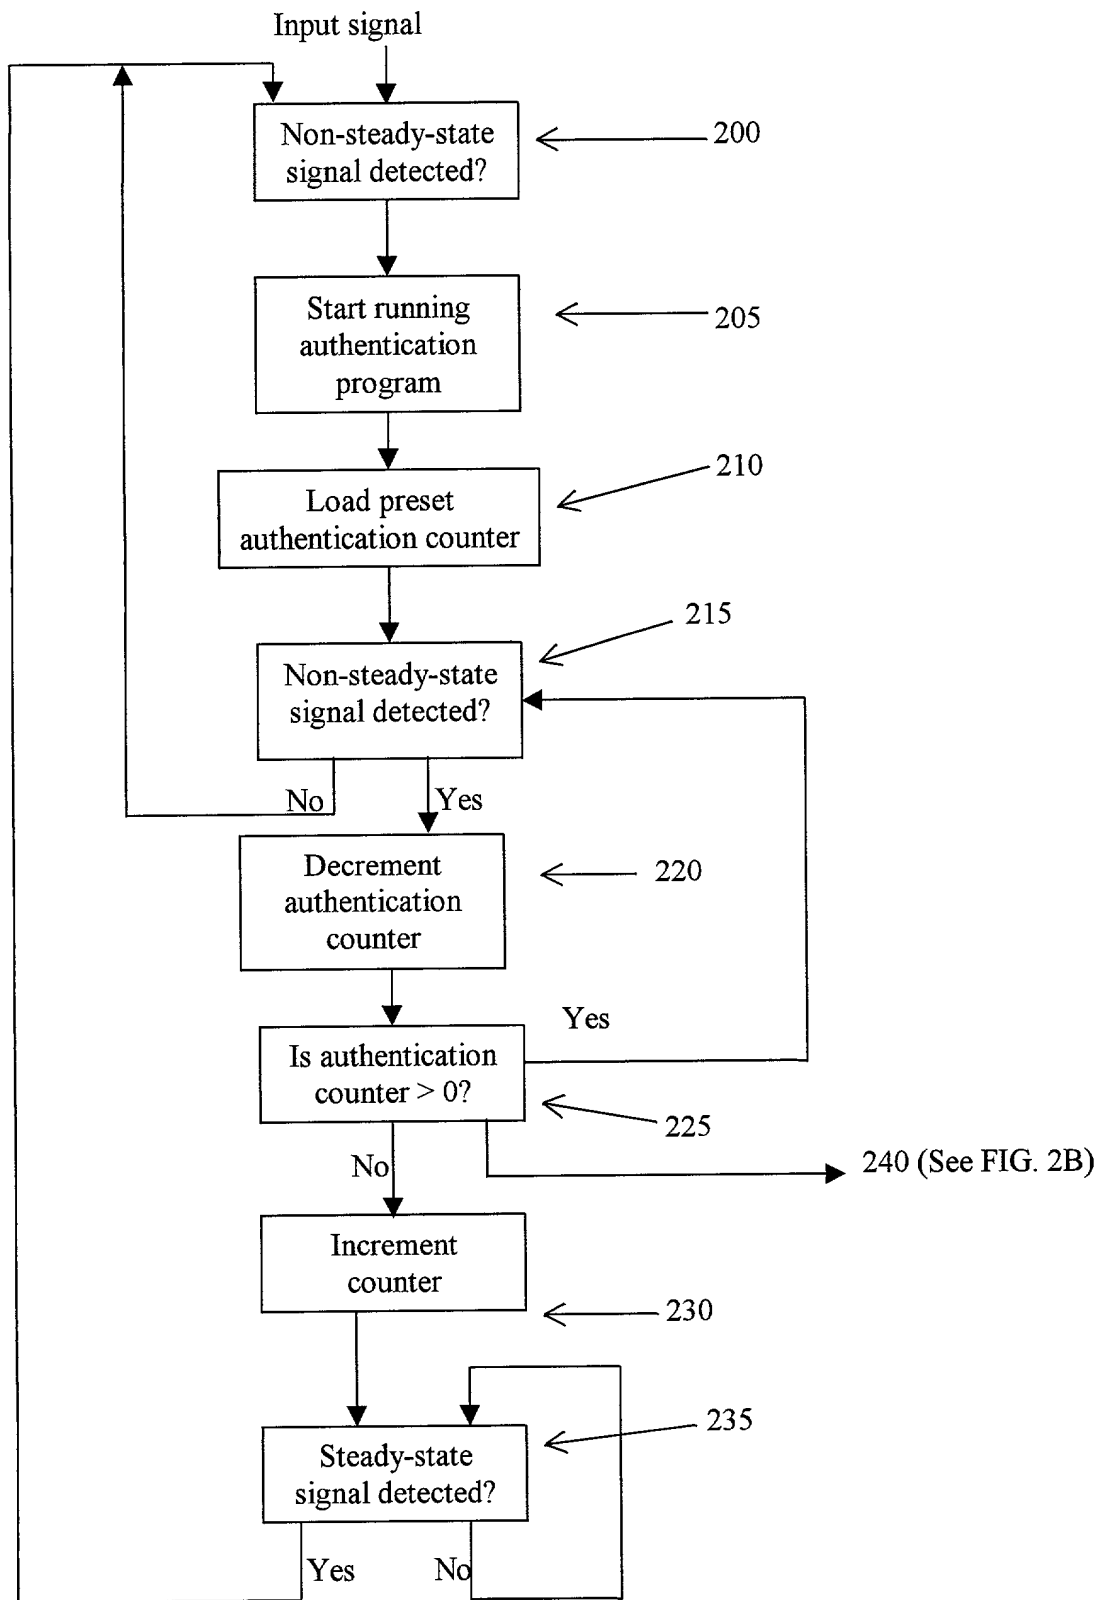 Input signal
Non-steady-state
signal detected?
200
Start running
authentication
program
205
Load preset
authentication counter
210
Non-steady-state
signal detected?
215
No
Yes
Decrement
authentication
counter
220
Is authentication
counter > 0?
Yes
225
No
240 (See FIG. 2B)
Increment
counter
230
Steady-state
signal detected?
235
Yes
No